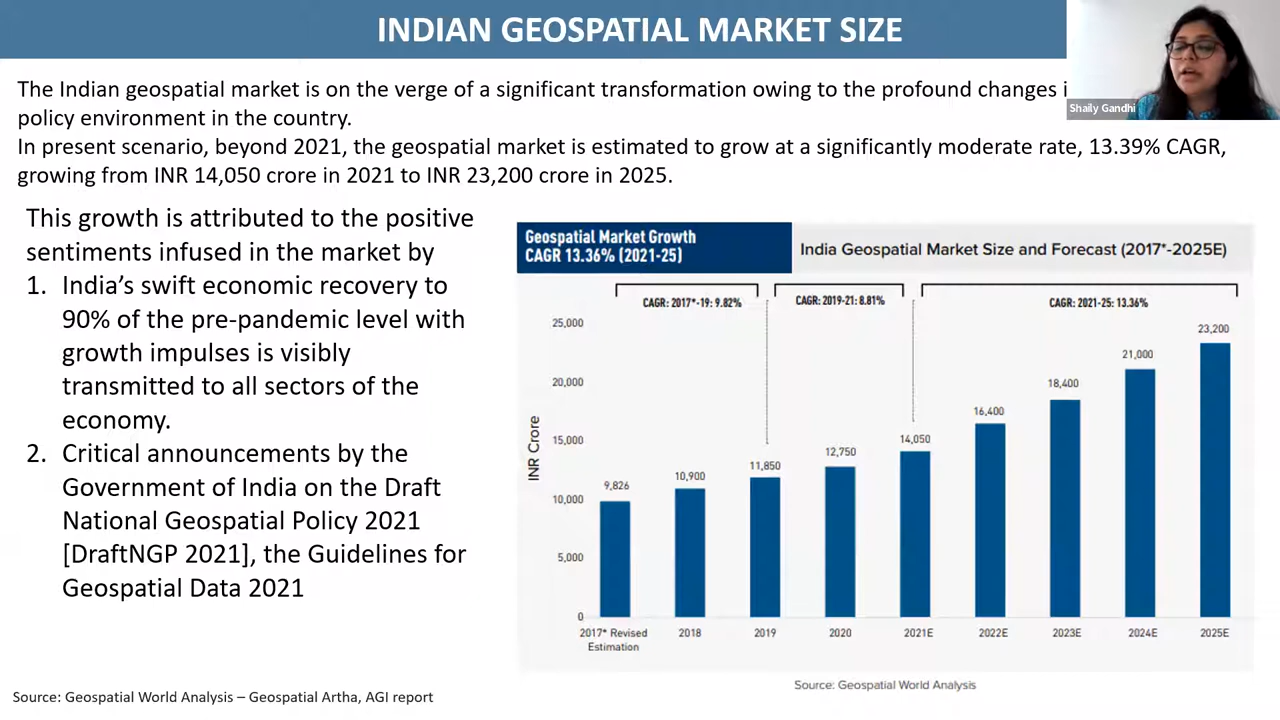 INDIAN GEOSPATIAL MARKET SIZE
Shaily Gandhi
The Indian geospatial market is on the verge of a significant transformation owing to the profound changes
policy environment in the country.
In present scenario, beyond 2021, the geospatial market is estimated to grow at a significantly moderate rate, 13.39% CAGR,
growing from INR 14,050 crore in 2021 to INR 23,200 crore in 2025.
This growth is attributed to the positive
sentiments infused in the market by
1. India's swift economic recovery to
90% of the pre-pandemic level with
growth impulses is visibly
transmitted to all sectors of the
economy.
2. Critical announcements by the
Government of India on the Draft
National Geospatial Policy 2021
[DraftNGP 2021], the Guidelines for
Geospatial Data 2021
Geospatial Market Growth
CAGR 13.36% (2021-25)
India Geospatial Market Size and Forecast (2017*-2025E)
CAGR: 2017*-19: 9.82%
CAGR: 2019-21: 8.81%
CAGR: 2021-25: 13.36%
INR Crore
25,000
20,000
15,000
10,000
5,000
0
9,826
10,900
11,850
12,750
14,050
16,400
18,400
21,000
23,200
2017* Revised
Estimation
2018
2019
2020
2021E
2022E
2023E
2024E
2025E
Source: Geospatial World Analysis
Source: Geospatial World Analysis – Geospatial Artha, AGI report